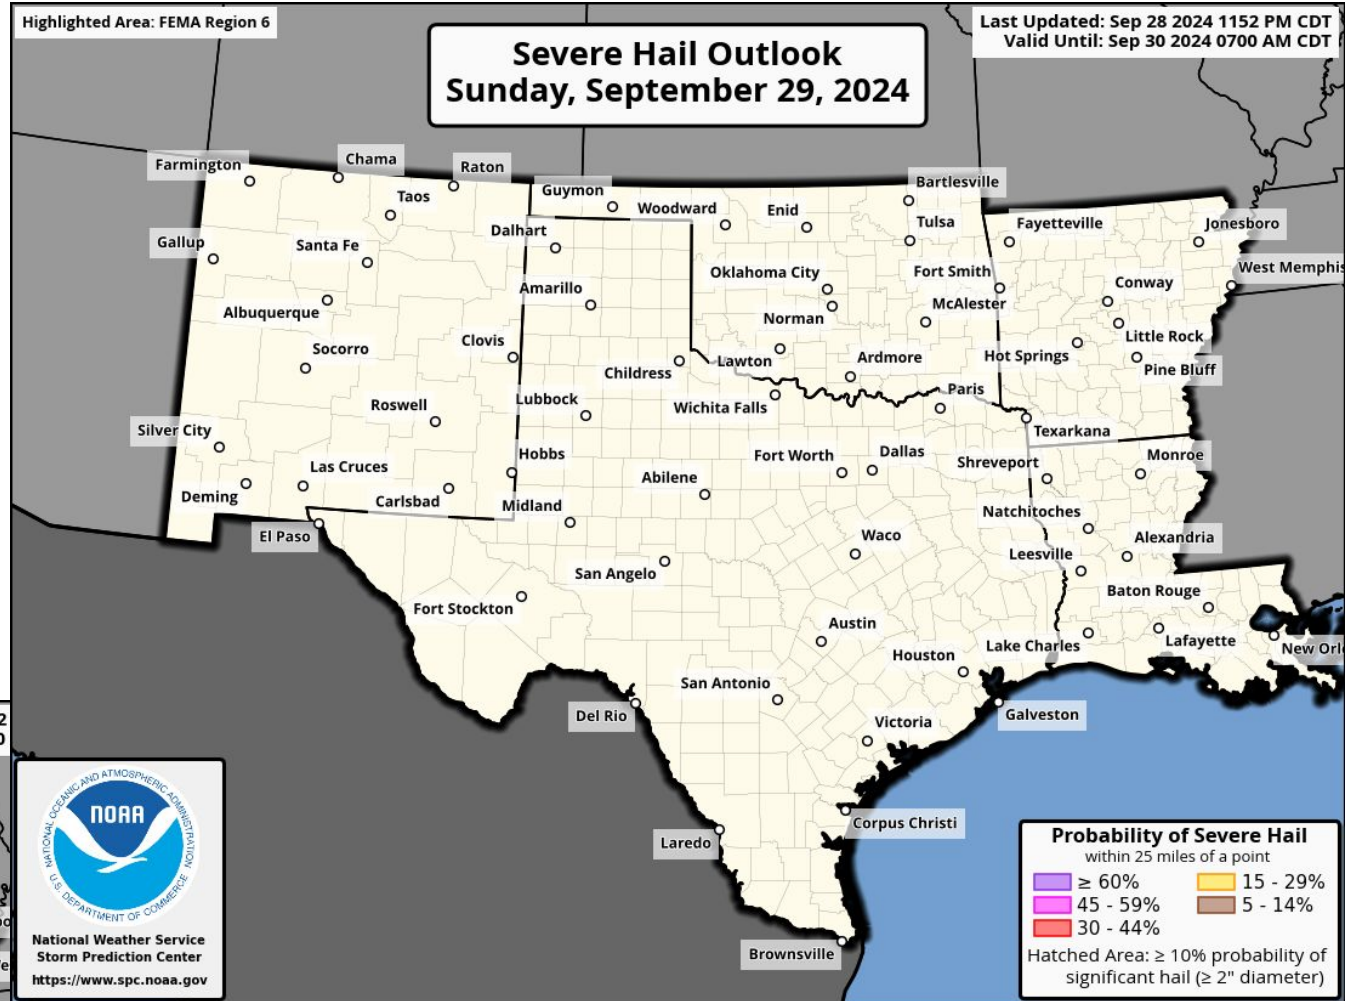 Highlighted Area: FEMA Region 6
Last Updated: Sep 28 2024 1152 PM CDT
Valid Until: Sep 30 2024 0700 AM CDT
Severe Hail Outlook
Sunday, September 29, 2024
Farmington
Chama
Raton
Taos
Guymon
Woodward
Enid
Bartlesville
Gallup
Santa Fe
Dalhart
Tulsa
Fayetteville
Jonesboro
Amarillo
Oklahoma City
Fort Smith
Conway
West Memphis
Albuquerque
Norman
McAlester
Socorro
Clovis
Childress
Lawton
Ardmore
Hot Springs
Little Rock
Pine Bluff
Roswell
Lubbock
Wichita Falls
Paris
Silver City
Texarkana
Las Cruces
Hobbs
Abilene
Fort Worth
Dallas
Shreveport
Monroe
Deming
Carlsbad
Midland
Natchitoches
El Paso
San Angelo
Waco
Leesville
Alexandria
Fort Stockton
Baton Rouge
Austin
Houston
Lake Charles
Lafayette
New Orl
San Antonio
Del Rio
Victoria
Galveston
Corpus Christi
Laredo
Brownsville
2
0
NATIONAL OCEANIC AND ATMOSPHERIC ADMINISTRATION
NOAA
U.S. DEPARTMENT OF COMMERCE
National Weather Service
Storm Prediction Center
https://www.spc.noaa.gov
Probability of Severe Hail
within 25 miles of a point
≥ 60%
15 - 29%
45 - 59%
5 - 14%
30 - 44%
Hatched Area: ≥ 10% probability of
significant hail (≥ 2" diameter)